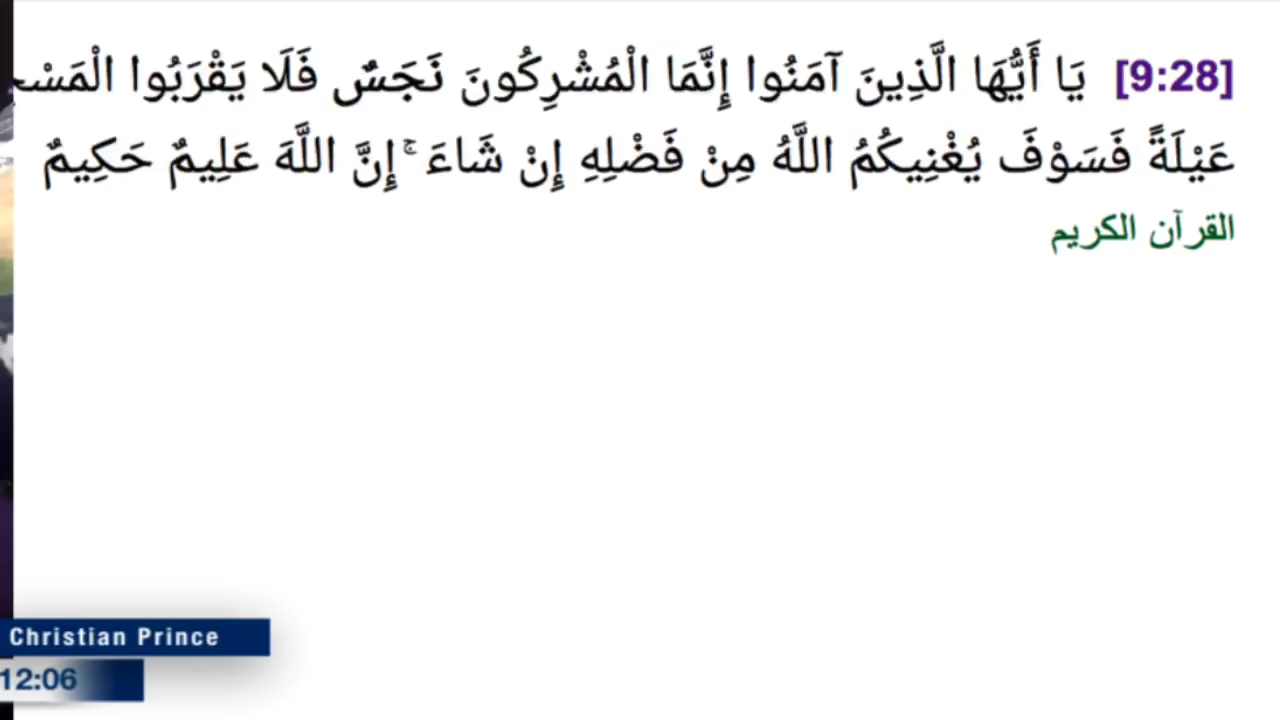 [9:28] يَا أَيُّهَا الَّذِينَ آمَنُوا إِنَّمَا الْمُشْرِكُونَ نَجَسٌ فَلَا يَقْرَبُوا
عَيْلَةً فَسَوْفَ يُغْنِيكُمُ اللَّهُ مِنْ فَضْلِهِ إِنْ شَاءَ ۚ إِنَّ اللَّهَ عَلِيمٌ حَكِيمٌ
القرآن الكريم
Christian Prince
12:06